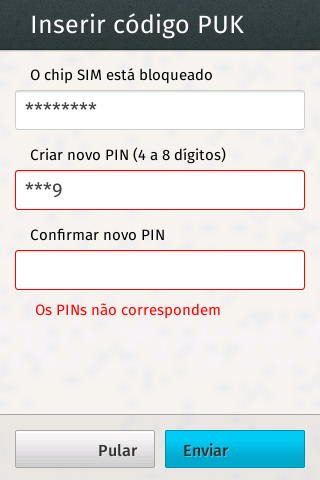 Inserir código PUK
O chip SIM está bloqueado
********
Criar novo PIN (4 a 8 dígitos)
***9
Confirmar novo PIN
Os PINs não correspondem
Pular Enviar